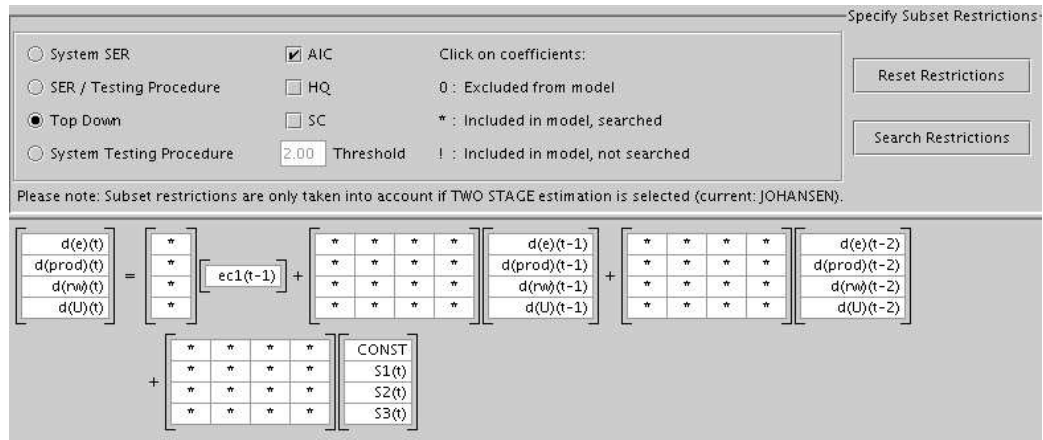 Specify Subset Restrictions
System SER AIC Click on coefficients:
SER / Testing Procedure HQ 0 : Excluded from model
Top Down SC * : Included in model, searched
System Testing Procedure 2.00 Threshold ! : Included in model, not searched
Reset Restrictions
Search Restrictions
Please note: Subset restrictions are only taken into account if TWO STAGE estimation is selected (current: JOHANSEN).
d(e)(t) * * * * * d(e)(t-1) * * * * d(e)(t-2)
d(prod)(t) = * ec1(t-1) + * * * * d(prod)(t-1) + * * * * d(prod)(t-2)
d(rw)(t) * * * * * d(rw)(t-1) * * * * d(rw)(t-2)
d(U)(t) * * * * * d(U)(t-1) * * * * d(U)(t-2)
* * * * CONST
+ * * * * S1(t)
* * * * S2(t)
* * * * S3(t)